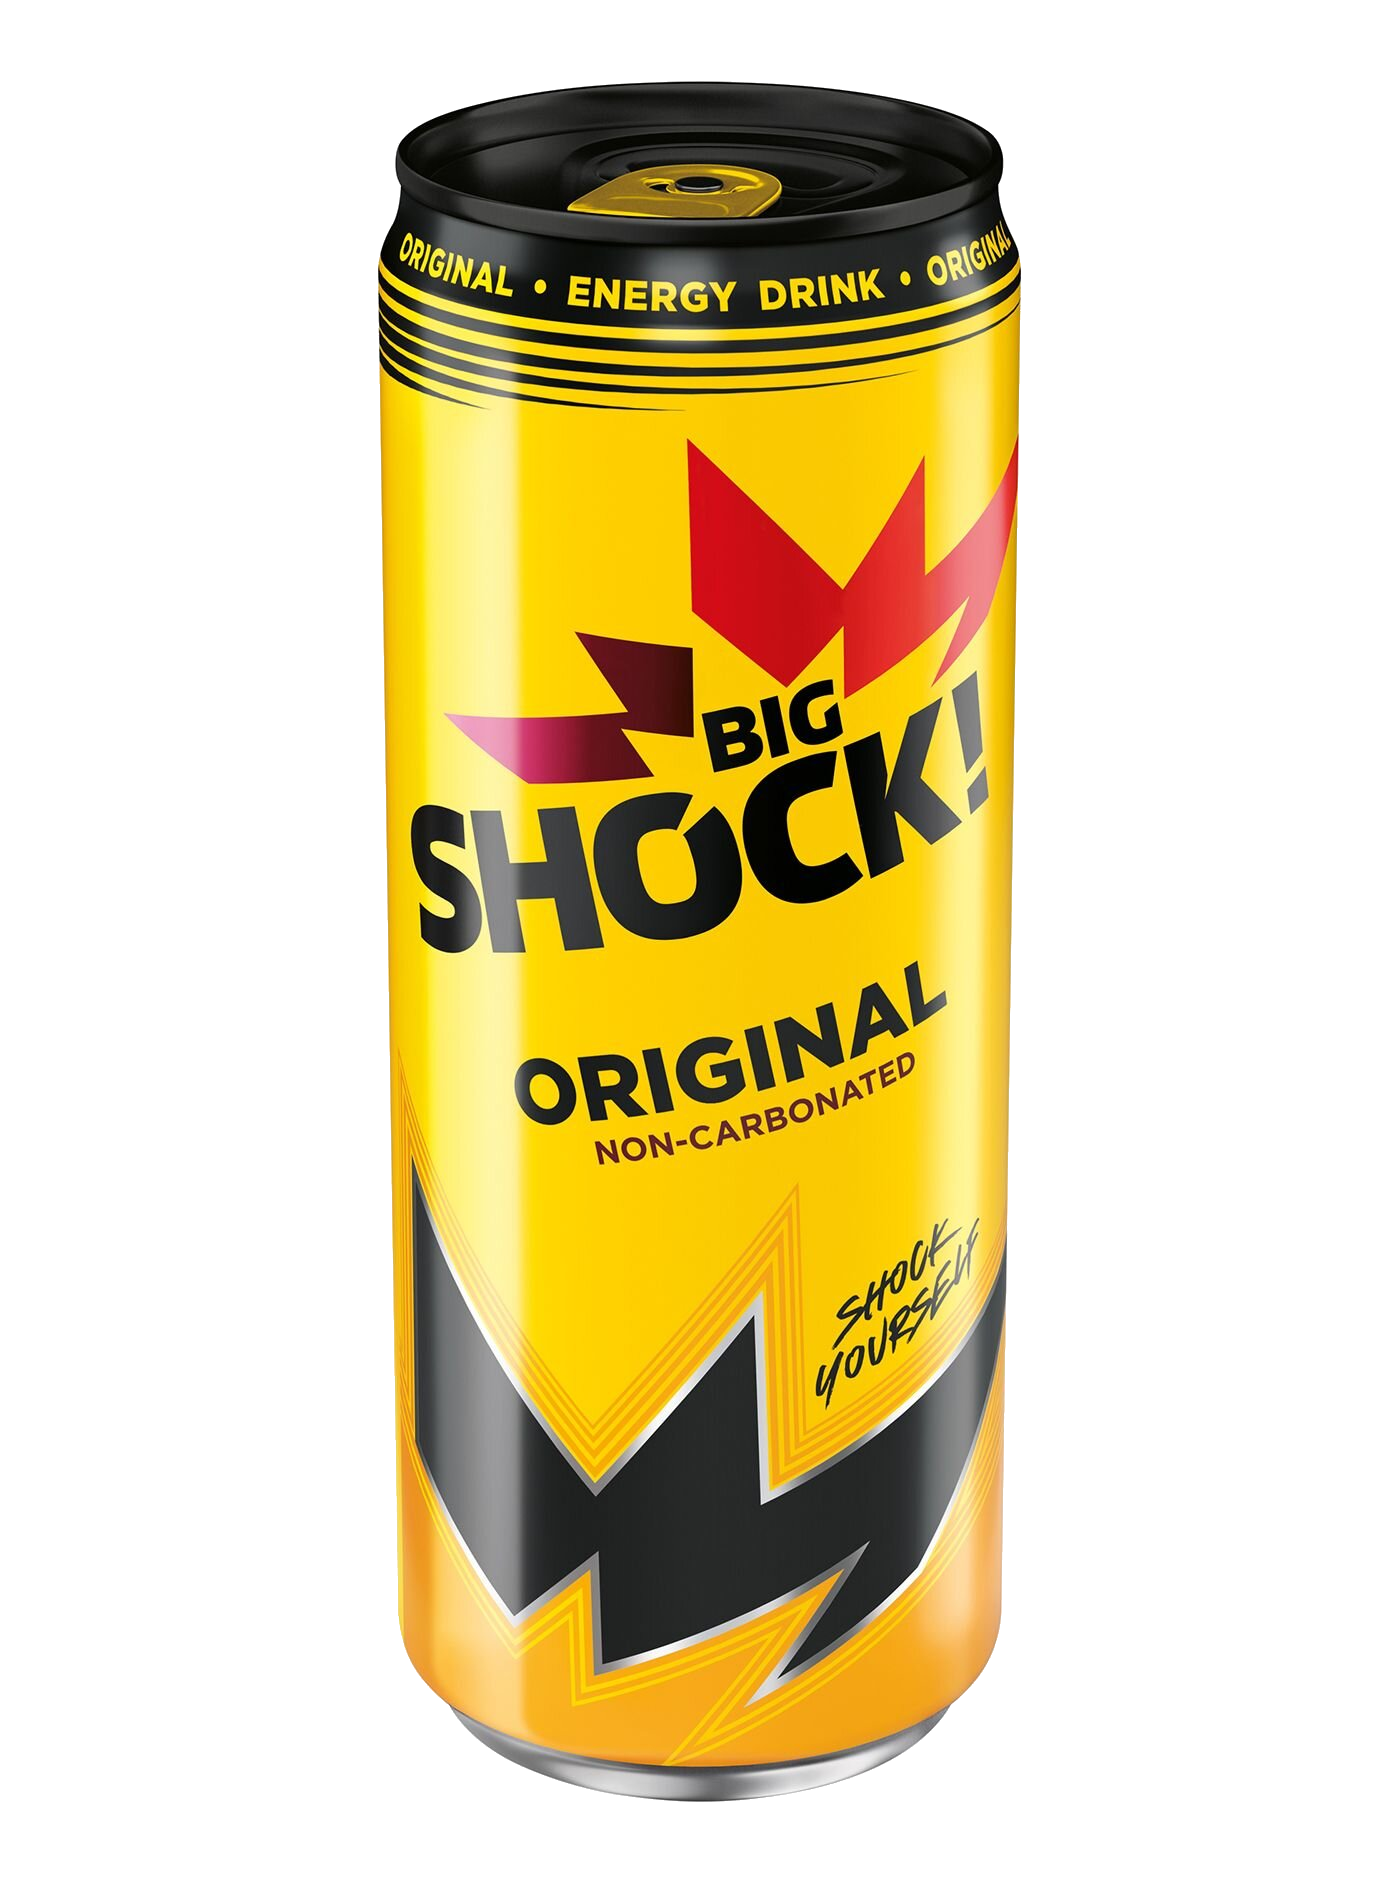 ORIGINAL • ENERGY DRINK • ORIGINAL
BIG
SHOCK!
ORIGINAL
NON-CARBONATED
SHOCK
YOURSELF